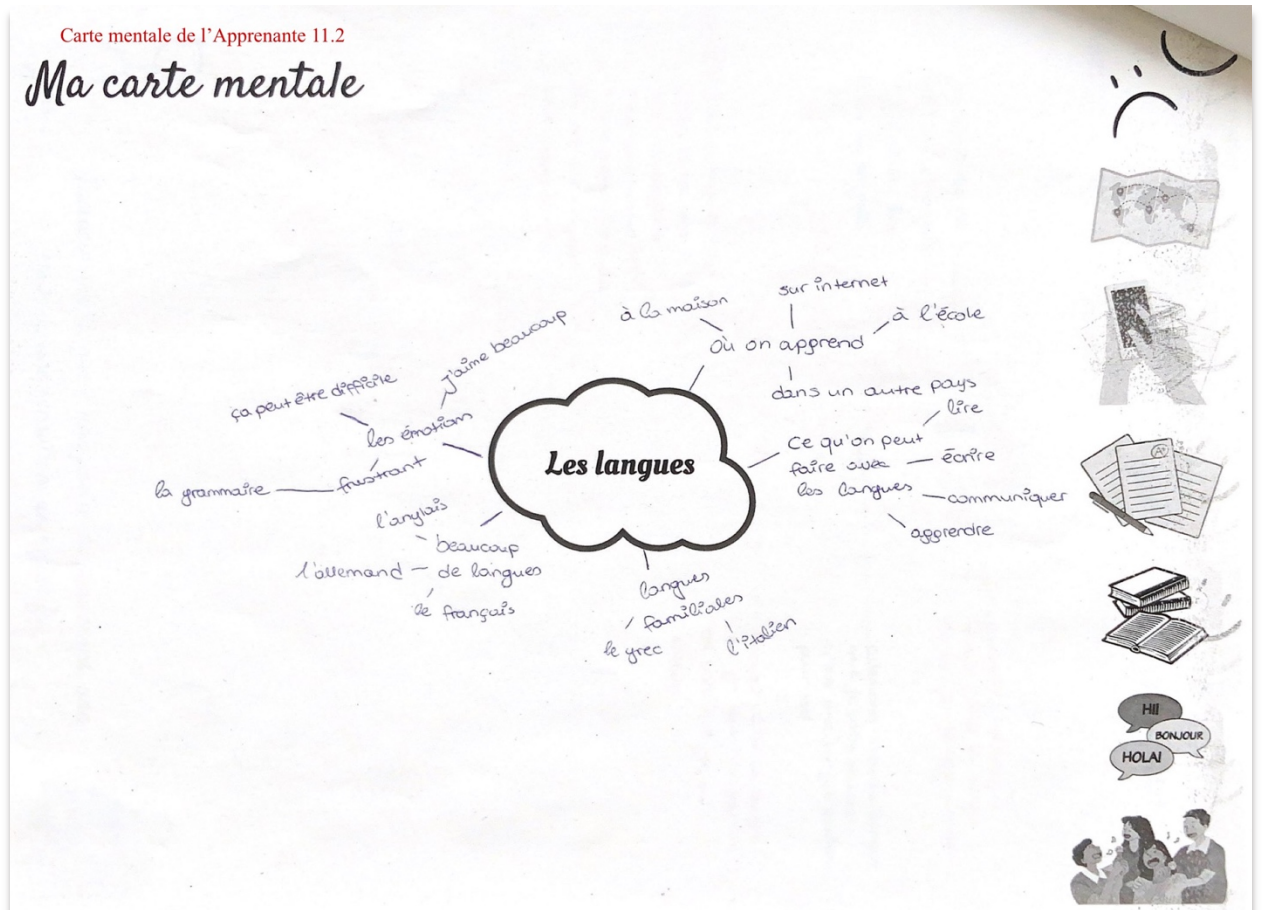 Carte mentale de l'Apprenante 11.2
Ma carte mentale
Les langues
les émotions
j'aime beaucoup
ça peut être difficile
frustrant
la grammaire
Où on apprend
à la maison
sur internet
à l'école
dans un autre pays
Ce qu'on peut
faire avec
les langues
lire
écrire
communiquer
apprendre
langues
familiales
le grec
l'italien
beaucoup
de langues
l'anglais
l'allemand
le français
A+
HI!
BONJOUR
HOLA!